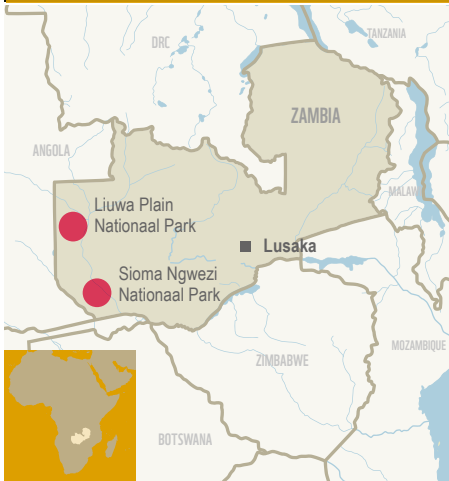 DRC
TANZANIA
ZAMBIA
ANGOLA
MALAWI
Liuwa Plain
Nationaal Park
Lusaka
Sioma Ngwezi
Nationaal Park
MOZAMBIQUE
ZIMBABWE
BOTSWANA